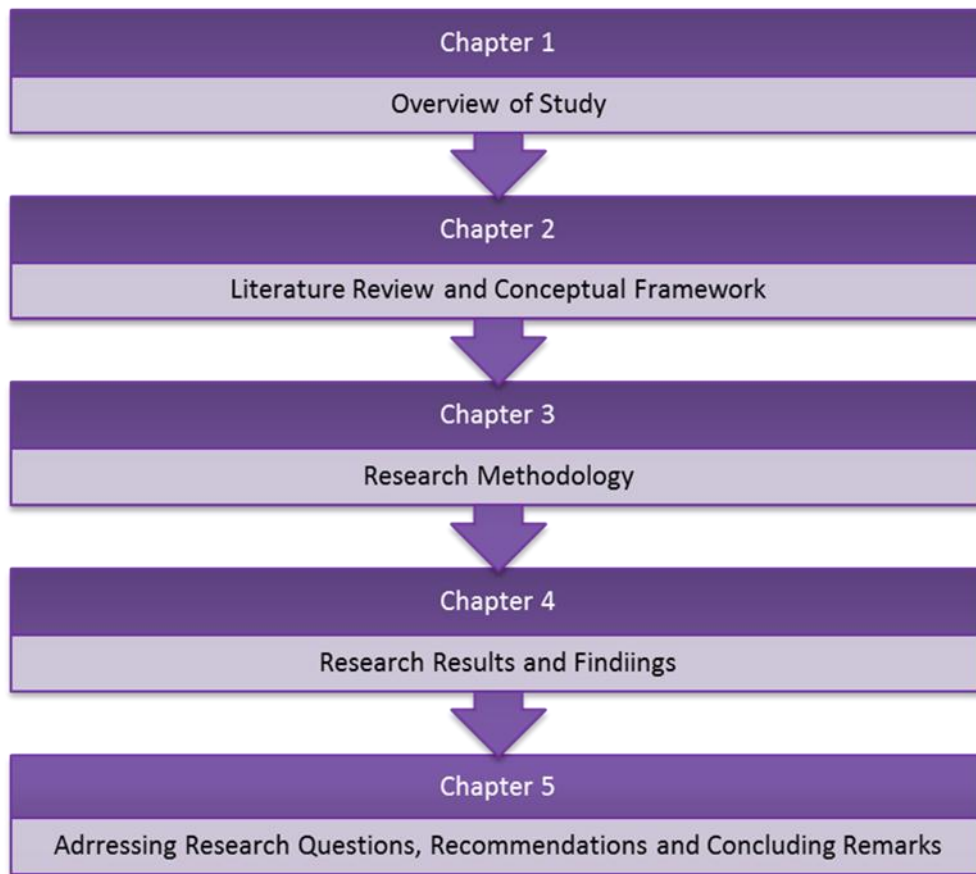 Chapter 1
Overview of Study
Chapter 2
Literature Review and Conceptual Framework
Chapter 3
Research Methodology
Chapter 4
Research Results and Findiings
Chapter 5
Adrressing Research Questions, Recommendations and Concluding Remarks